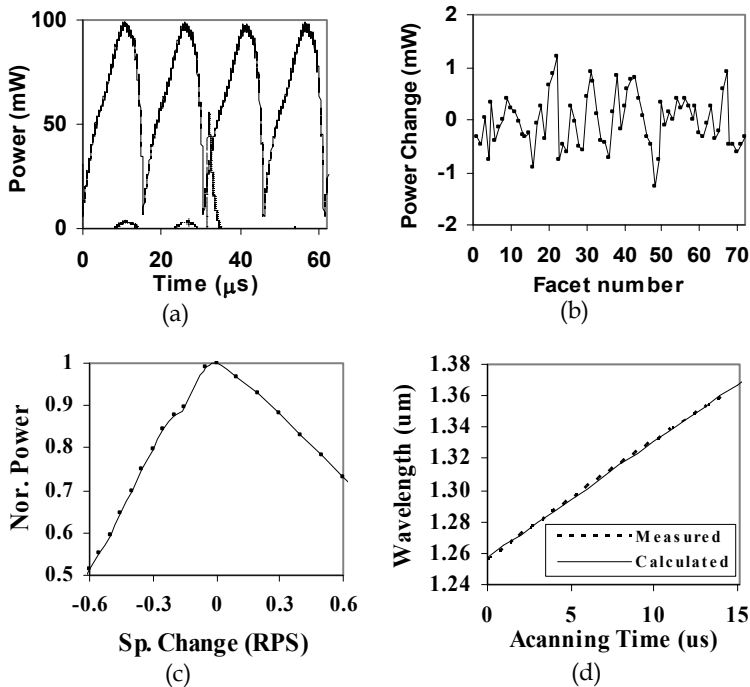 100
50
0
Power (mW)
0 20 40 60
Time (μs)
(a)
2
1
0
-1
-2
Power Change (mW)
0 10 20 30 40 50 60 70
Facet number
(b)
1
0.9
0.8
0.7
0.6
0.5
Nor. Power
-0.6 -0.3 0 0.3 0.6
Sp. Change (RPS)
(c)
1.38
1.36
1.34
1.32
1.30
1.28
1.26
1.24
Wavelength (um)
Measured
Calculated
0 5 10 15
Acanning Time (us)
(d)